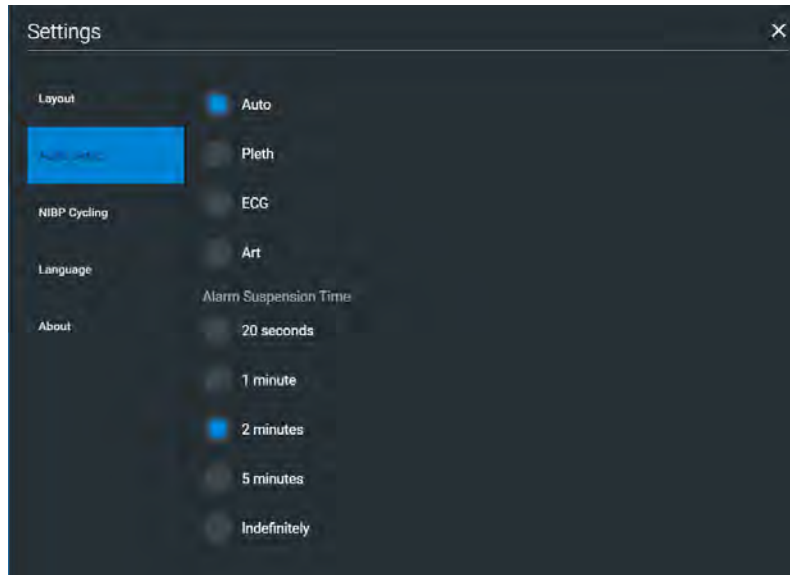 Settings
Layout
Auto
Pleth
NIBP Cycling
ECG
Art
Language
Alarm Suspension Time
About
20 seconds
1 minute
2 minutes
5 minutes
Indefinitely